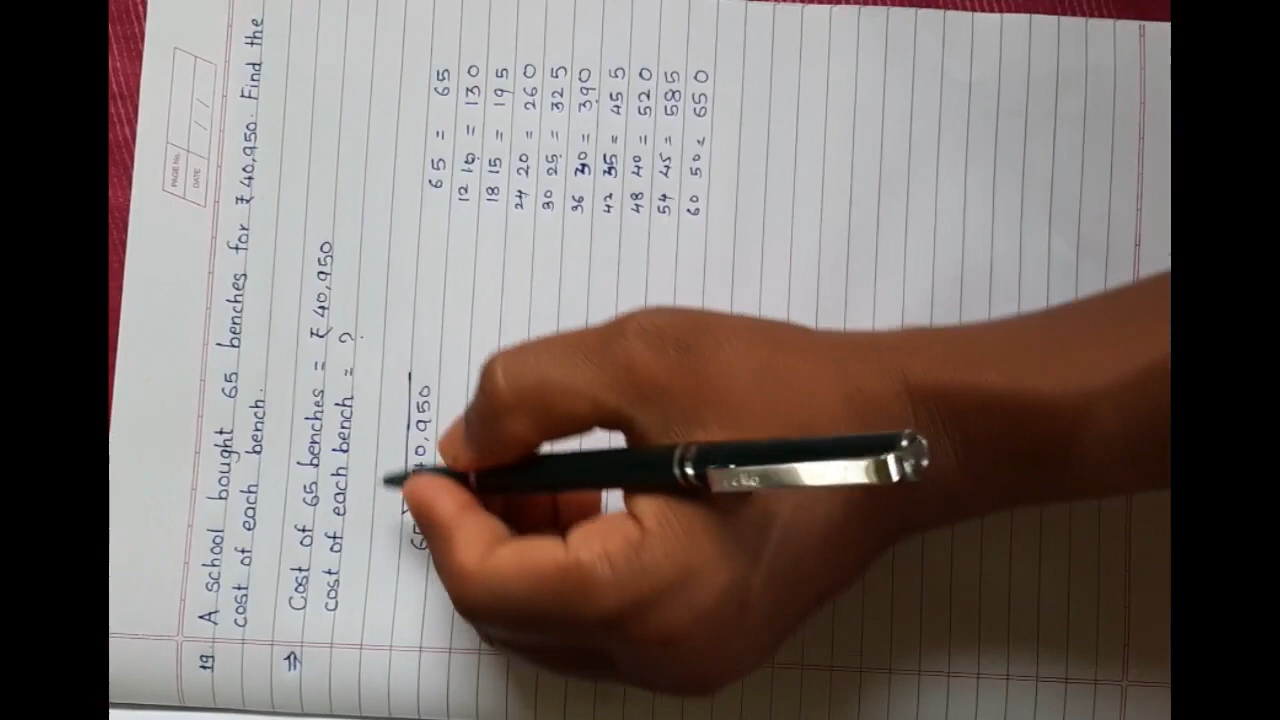 PAGE No.
DATE / /
19. A school bought 65 benches for ₹ 40,950. Find the
cost of each bench.
⇒ Cost of 65 benches = ₹ 40,950
cost of each bench = ?
40,950
65 = 65
12 10 = 130
18 15 = 195
24 20 = 260
30 25 = 325
36 30 = 390
42 35 = 455
48 40 = 520
54 45 = 585
60 50 = 650